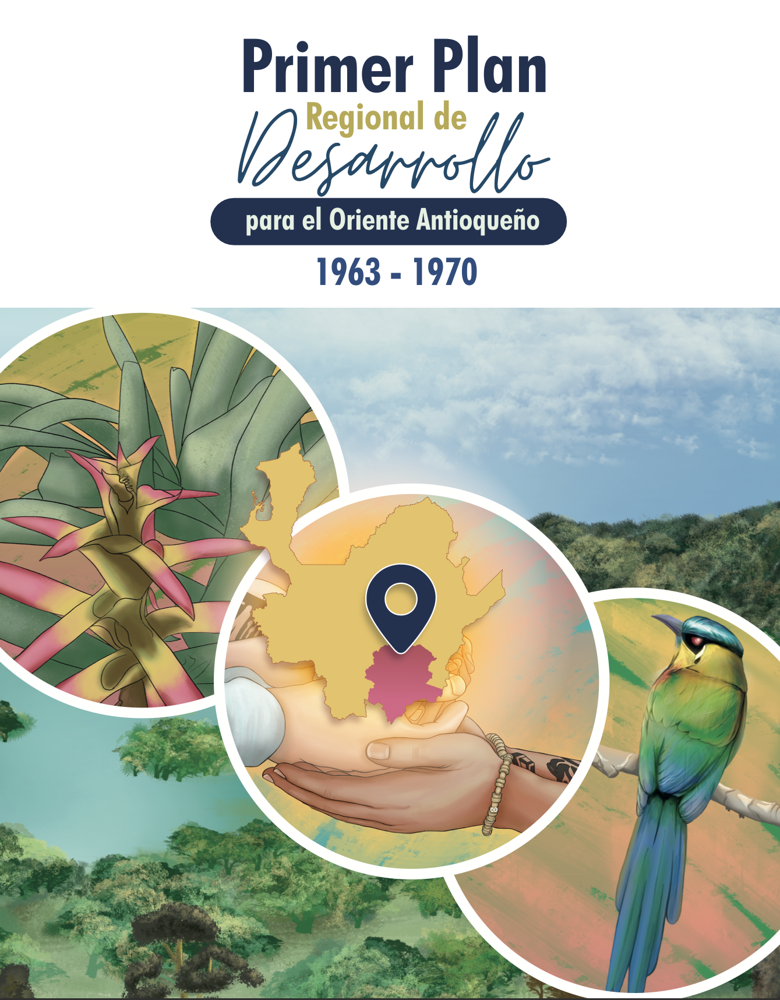 Primer Plan
Regional de
Desarrollo
para el Oriente Antioqueño
1963 - 1970